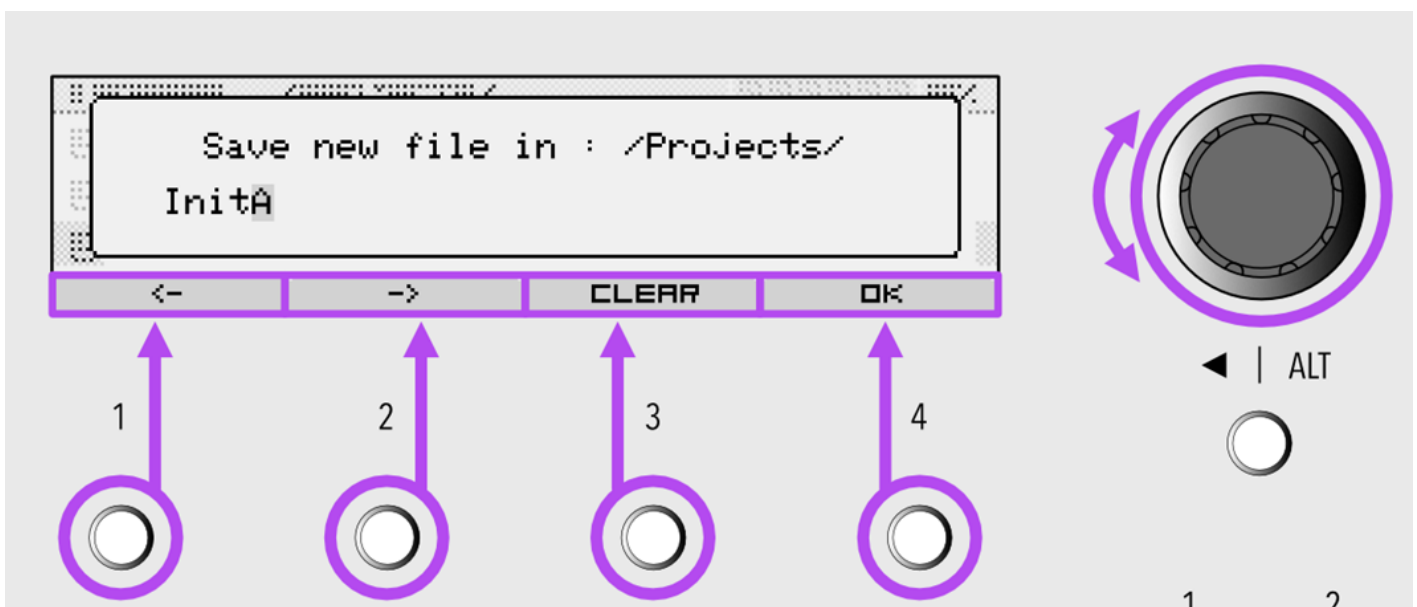 Save new file in : /Projects/
InitA
<- -> CLEAR OK
◀ | ALT
1 2 3 4
1 2